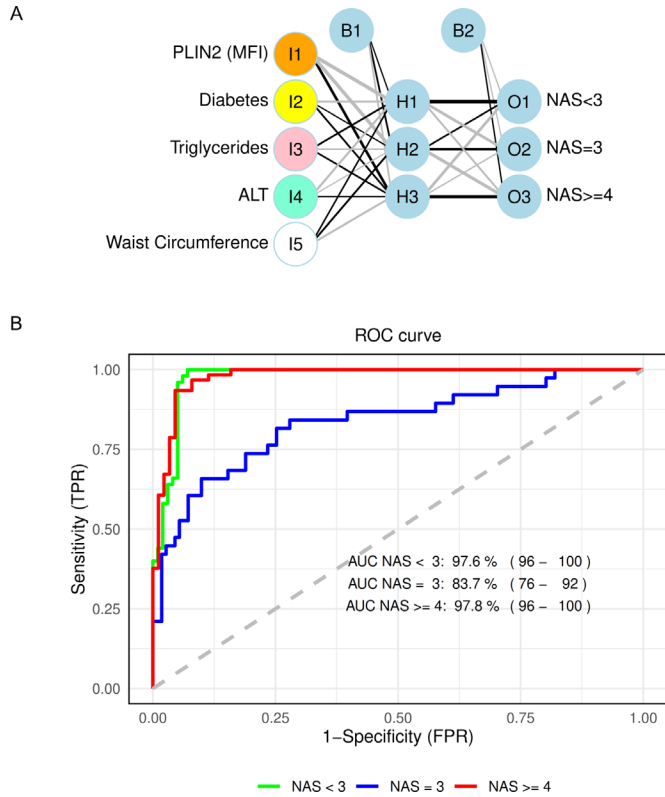 A
B1 B2
PLIN2 (MFI) I1
Diabetes I2 H1 O1 NAS<3
Triglycerides I3 H2 O2 NAS=3
ALT I4 H3 O3 NAS>=4
Waist Circumference I5
B
ROC curve
1.00
0.75
0.50
0.25
0.00
Sensitivity (TPR)
AUC NAS < 3: 97.6 % ( 96 − 100 )
AUC NAS = 3: 83.7 % ( 76 − 92 )
AUC NAS >= 4: 97.8 % ( 96 − 100 )
0.00 0.25 0.50 0.75 1.00
1−Specificity (FPR)
NAS < 3 NAS = 3 NAS >= 4